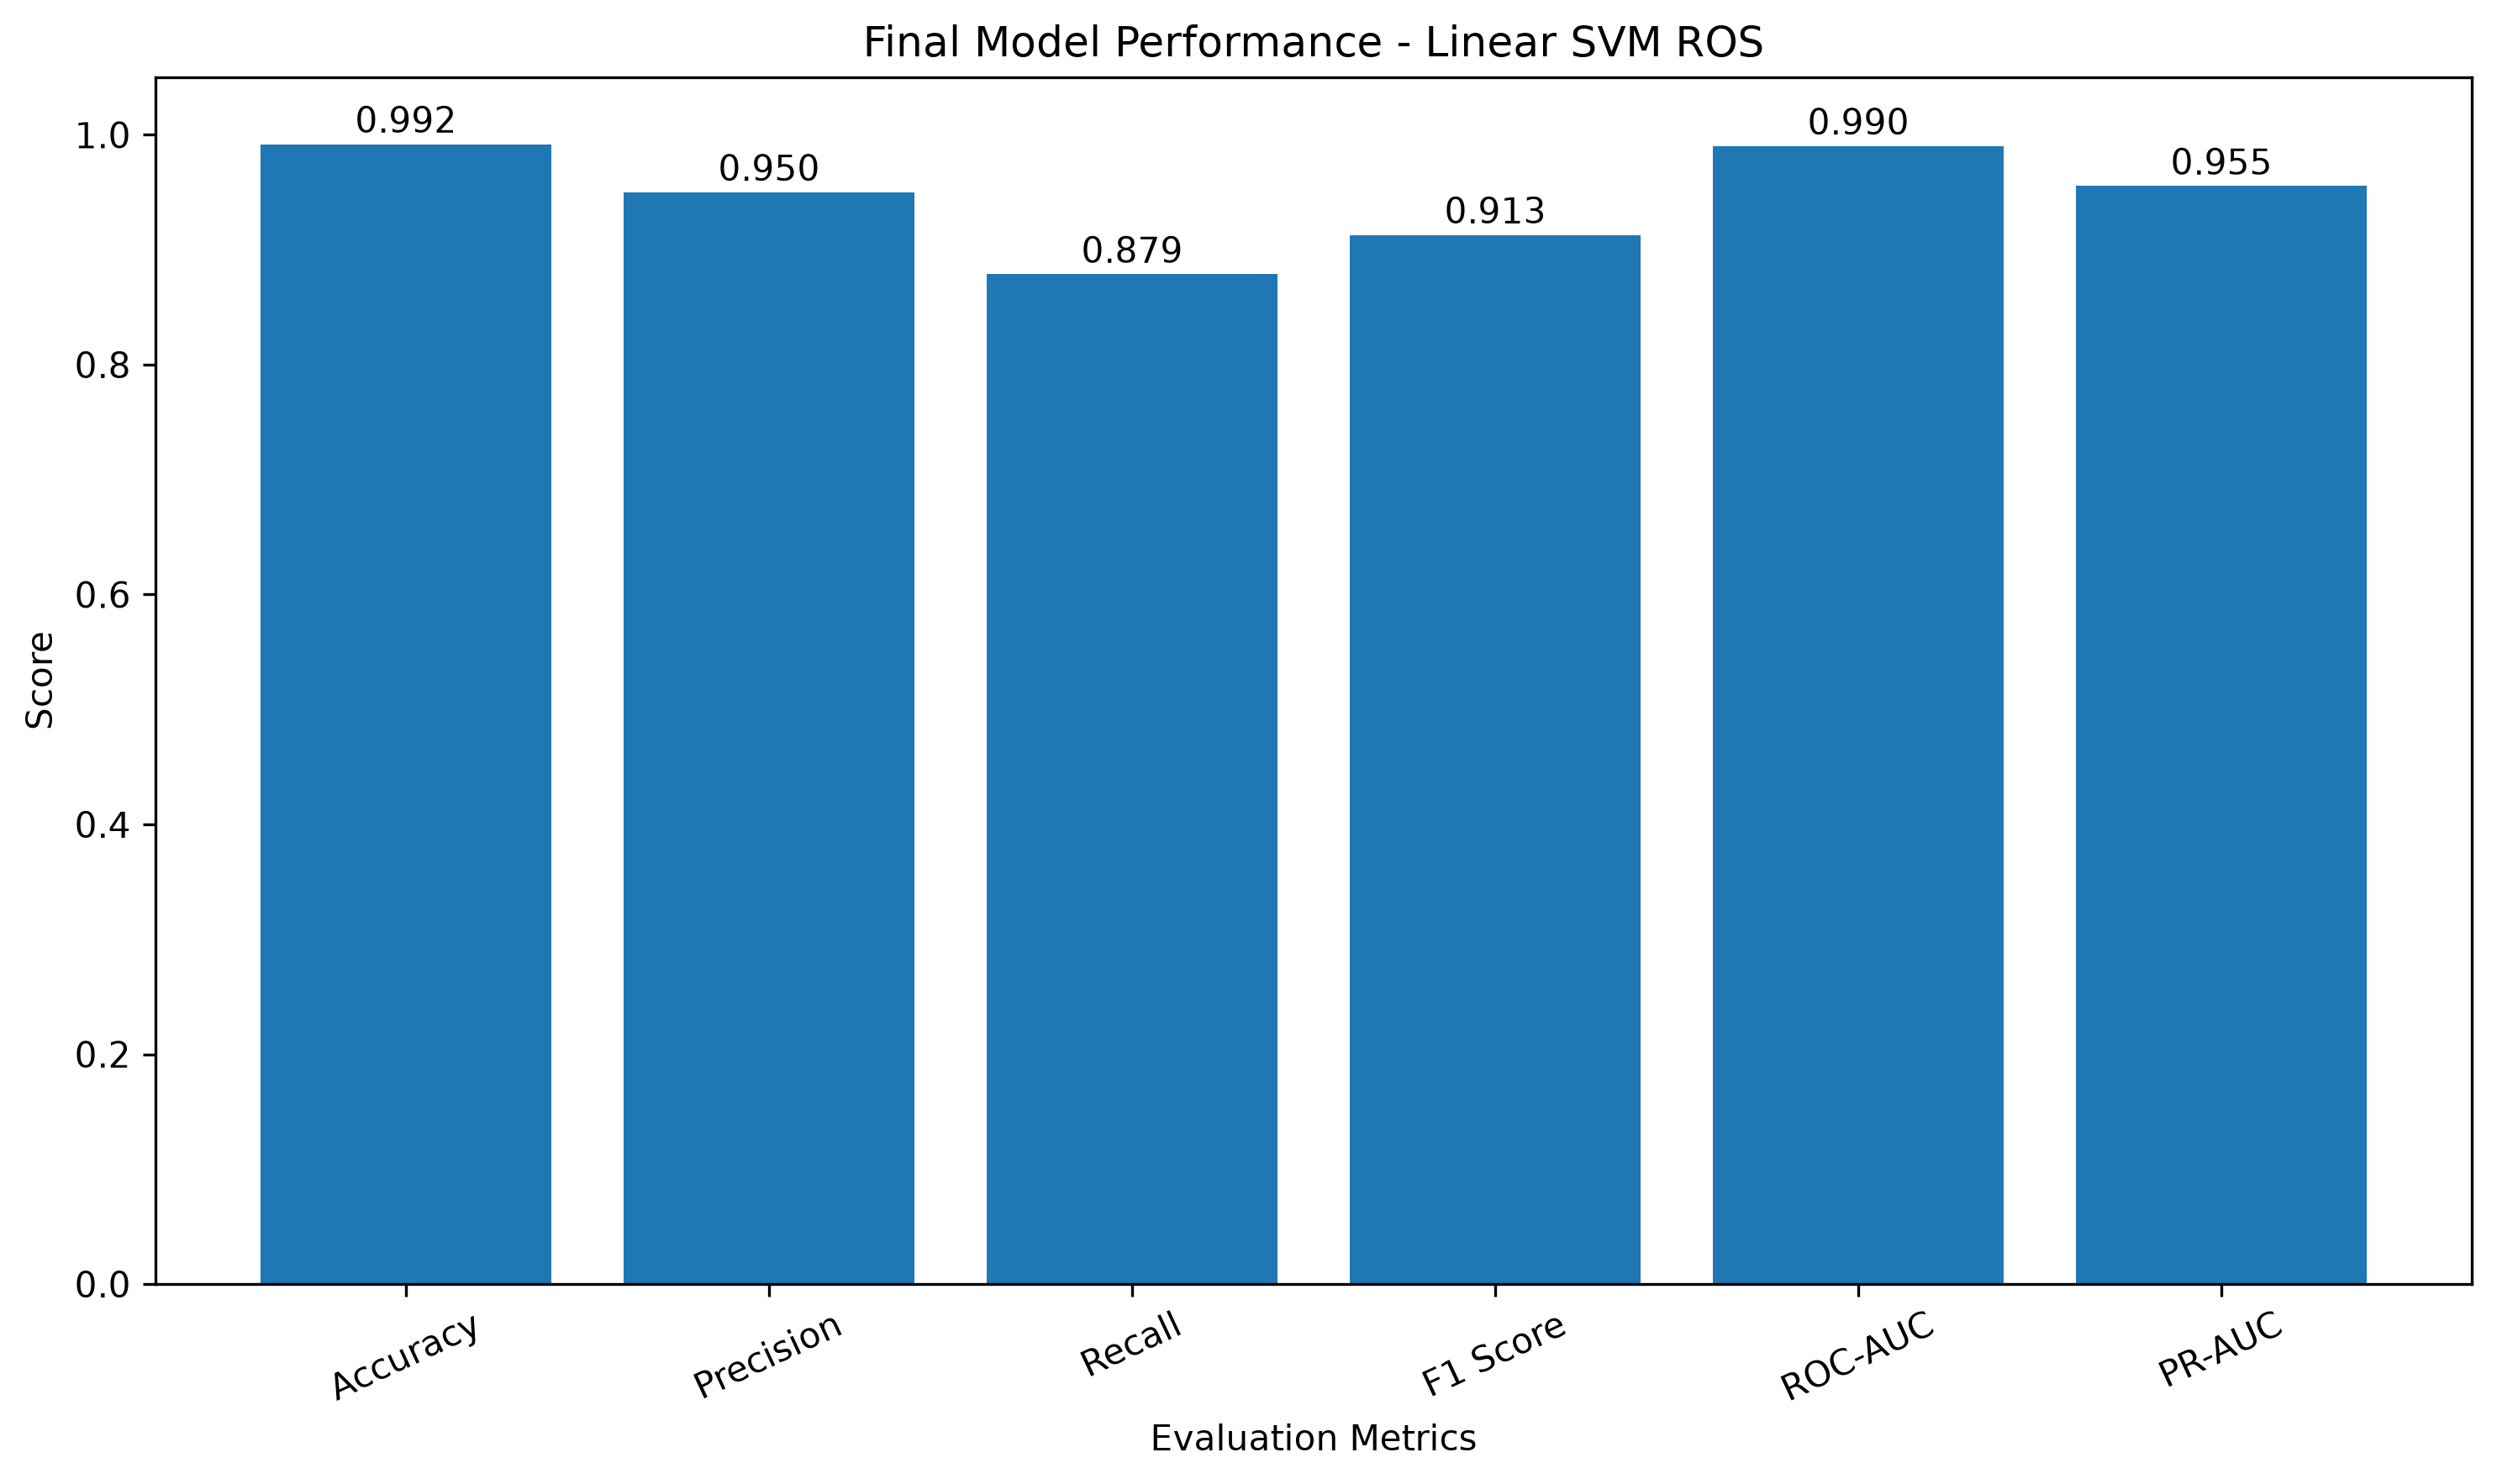 Final Model Performance - Linear SVM ROS
0.992
0.950
0.879
0.913
0.990
0.955
1.0
0.8
0.6
0.4
0.2
0.0
Score
Accuracy
Precision
Recall
F1 Score
ROC-AUC
PR-AUC
Evaluation Metrics